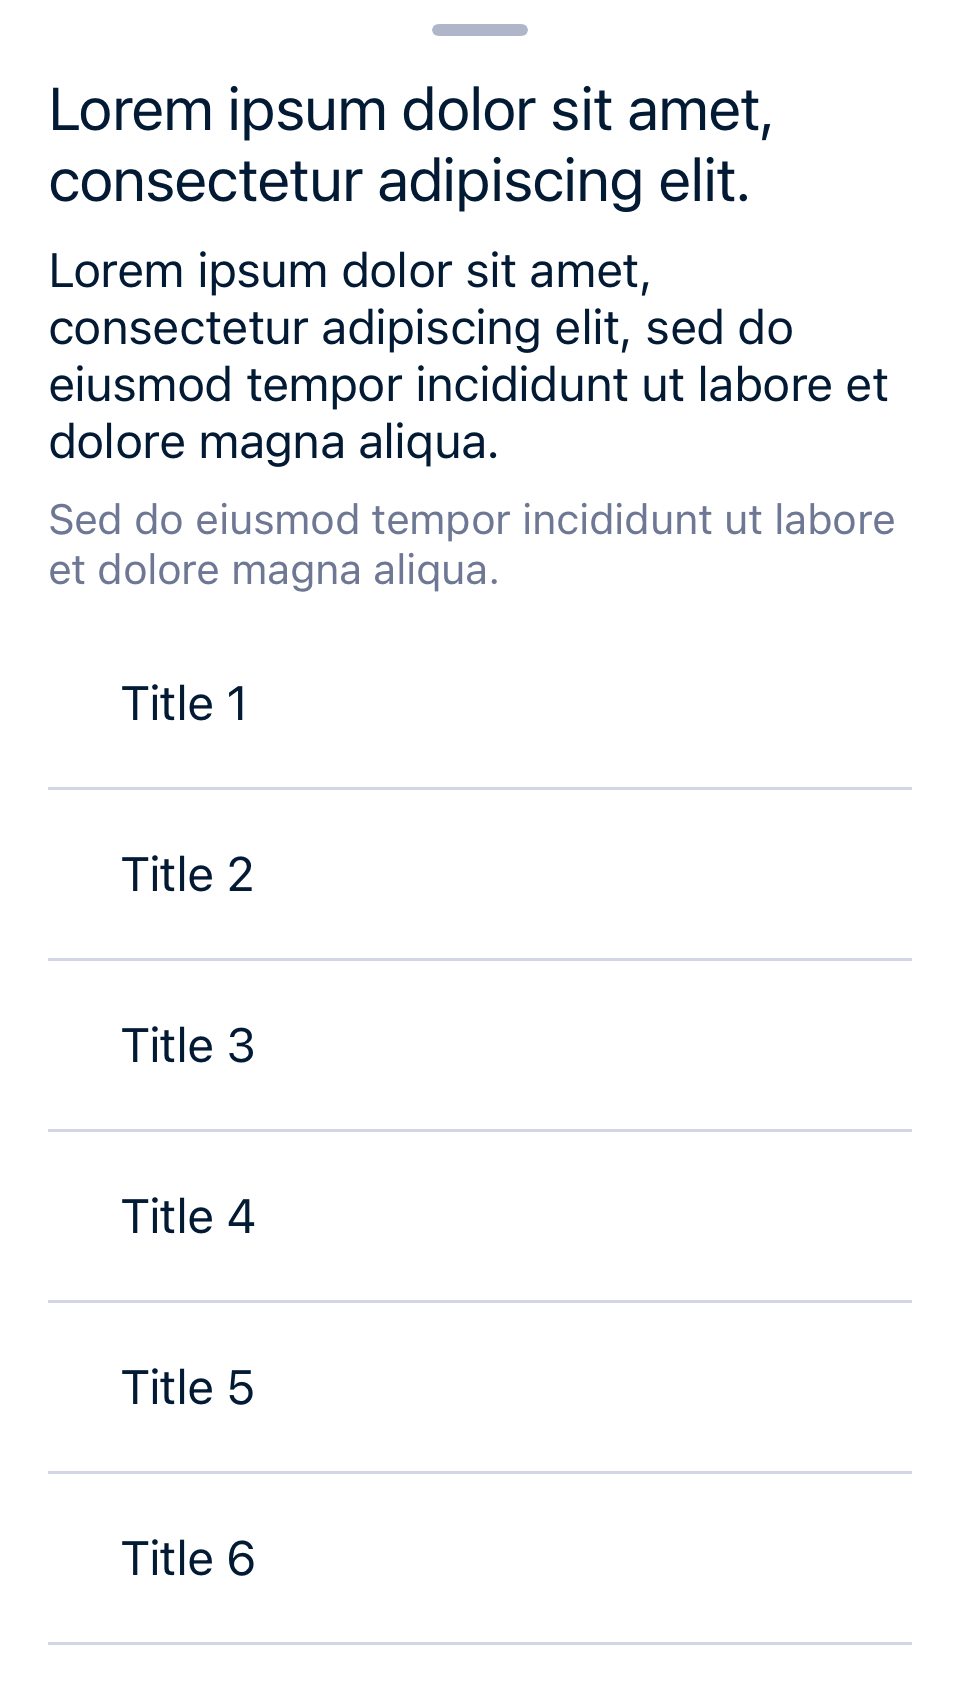 Lorem ipsum dolor sit amet,
consectetur adipiscing elit.
Lorem ipsum dolor sit amet,
consectetur adipiscing elit, sed do
eiusmod tempor incididunt ut labore et
dolore magna aliqua.
Sed do eiusmod tempor incididunt ut labore
et dolore magna aliqua.
Title 1
Title 2
Title 3
Title 4
Title 5
Title 6